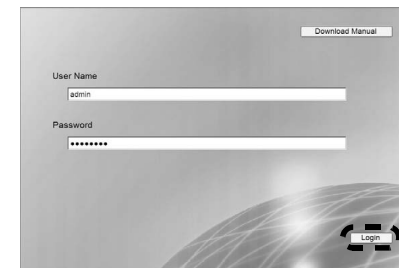 Download Manual
User Name
admin
Password
••••••••
Login